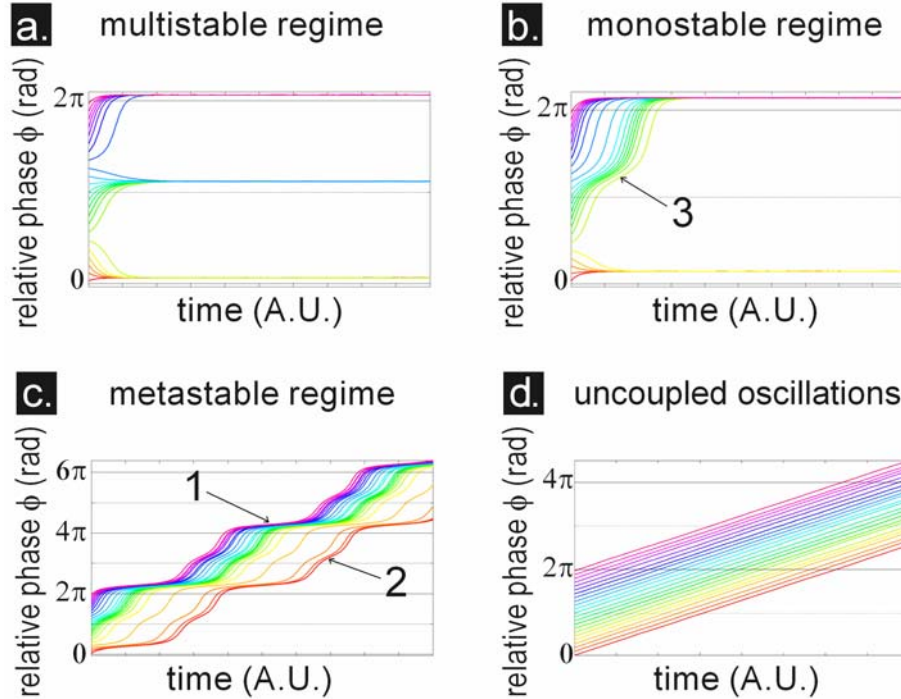 a. multistable regime
relative phase ϕ (rad)
2π
0
time (A.U.)
b. monostable regime
relative phase ϕ (rad)
2π
0
3
time (A.U.)
c. metastable regime
relative phase ϕ (rad)
6π
4π
2π
0
1
2
time (A.U.)
d. uncoupled oscillations
relative phase ϕ (rad)
4π
2π
0
time (A.U.)